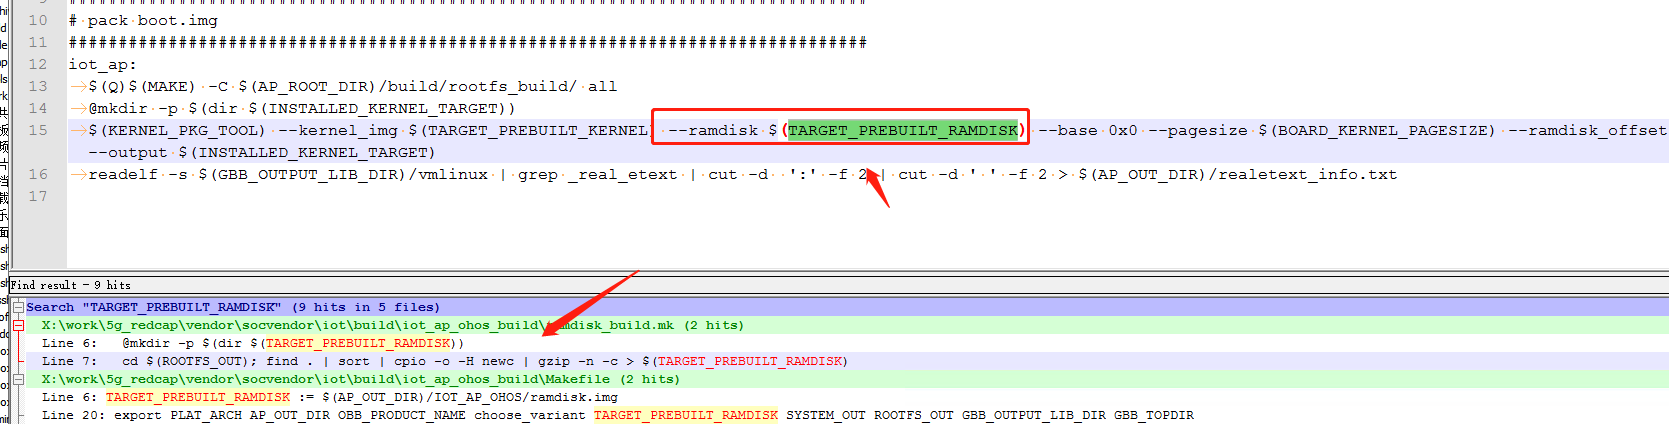 ################################################################################
10 # pack boot.img
11 ################################################################################
12 iot_ap:
13 $(Q)$(MAKE) -C $(AP_ROOT_DIR)/build/rootfs_build/ all
14 @mkdir -p $(dir $(INSTALLED_KERNEL_TARGET))
15 $(KERNEL_PKG_TOOL) --kernel_img $(TARGET_PREBUILT_KERNEL) --ramdisk $(TARGET_PREBUILT_RAMDISK) --base 0x0 --pagesize $(BOARD_KERNEL_PAGESIZE) --ramdisk_offset
--output $(INSTALLED_KERNEL_TARGET)
16 readelf -s $(GBB_OUTPUT_LIB_DIR)/vmlinux | grep _real_etext | cut -d ':' -f 2 | cut -d ' ' -f 2 > $(AP_OUT_DIR)/realetext_info.txt
17
Find result - 9 hits
Search "TARGET_PREBUILT_RAMDISK" (9 hits in 5 files)
X:\work\5g_redcap\vendor\socvendor\iot\build\iot_ap_ohos_build\ramdisk_build.mk (2 hits)
Line 6: @mkdir -p $(dir $(TARGET_PREBUILT_RAMDISK))
Line 7: cd $(ROOTFS_OUT); find . | sort | cpio -o -H newc | gzip -n -c > $(TARGET_PREBUILT_RAMDISK)
X:\work\5g_redcap\vendor\socvendor\iot\build\iot_ap_ohos_build\Makefile (2 hits)
Line 6: TARGET_PREBUILT_RAMDISK := $(AP_OUT_DIR)/IOT_AP_OHOS/ramdisk.img
Line 20: export PLAT_ARCH AP_OUT_DIR OBB_PRODUCT_NAME choose_variant TARGET_PREBUILT_RAMDISK SYSTEM_OUT ROOTFS_OUT GBB_OUTPUT_LIB_DIR GBB_TOPDIR